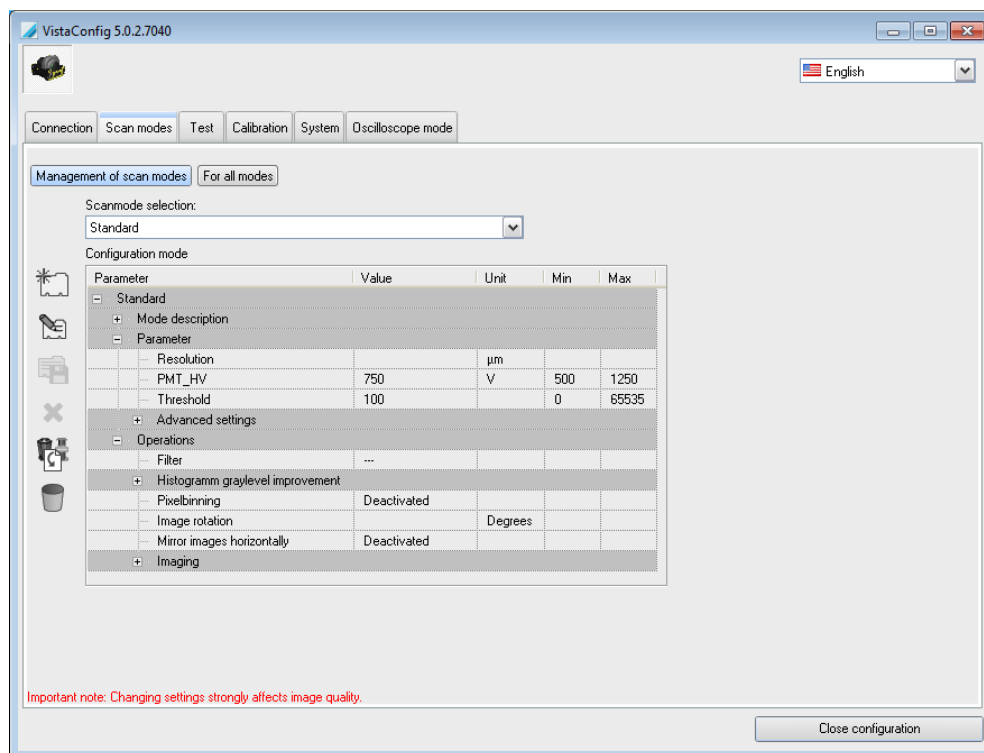 VistaConfig 5.0.2.7040
English
Connection Scan modes Test Calibration System Oscilloscope mode
Management of scan modes For all modes
Scanmode selection:
Standard
Configuration mode
Parameter Value Unit Min Max
Standard
Mode description
Parameter
Resolution µm
PMT_HV 750 V 500 1250
Threshold 100 0 65535
Advanced settings
Operations
Filter ---
Histogramm graylevel improvement
Pixelbinning Deactivated
Image rotation Degrees
Mirror images horizontally Deactivated
Imaging
Important note: Changing settings strongly affects image quality.
Close configuration